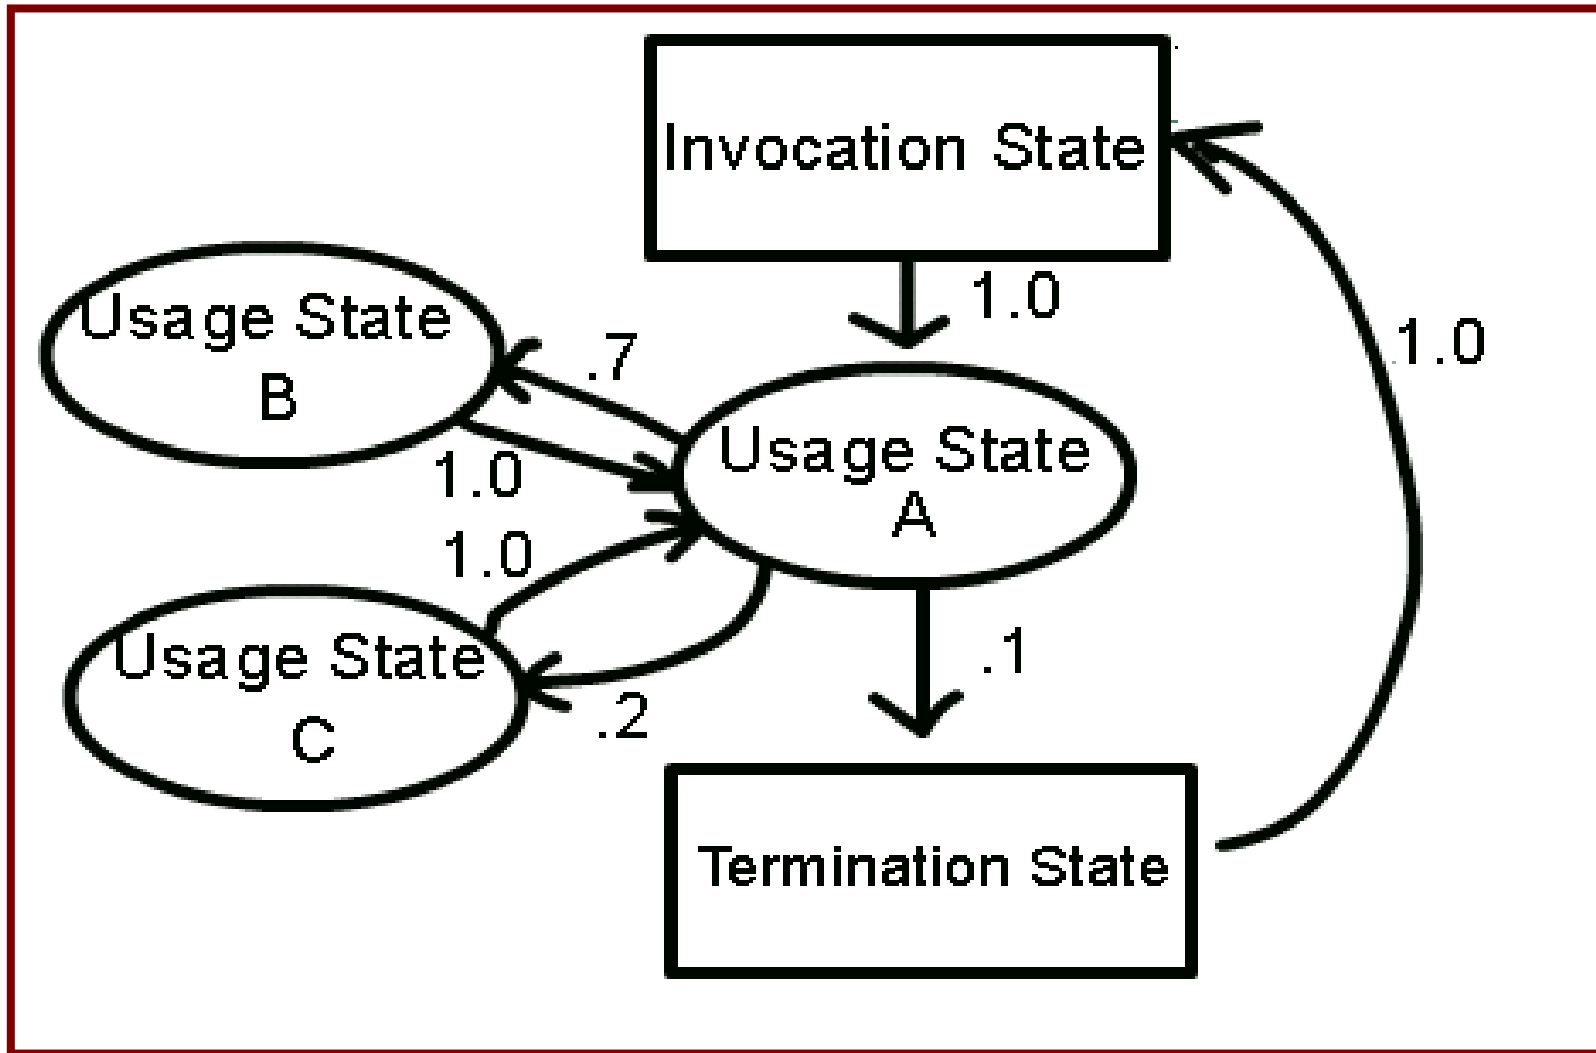 Invocation State
1.0
1.0
Usage State
B
.7
1.0
Usage State
A
1.0
Usage State
C
.2
.1
Termination State